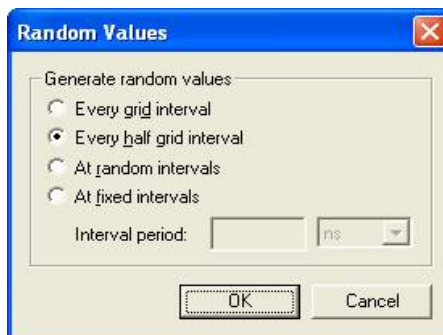 Random Values
Generate random values
Every grid interval
Every half grid interval
At random intervals
At fixed intervals
Interval period: ns
OK Cancel